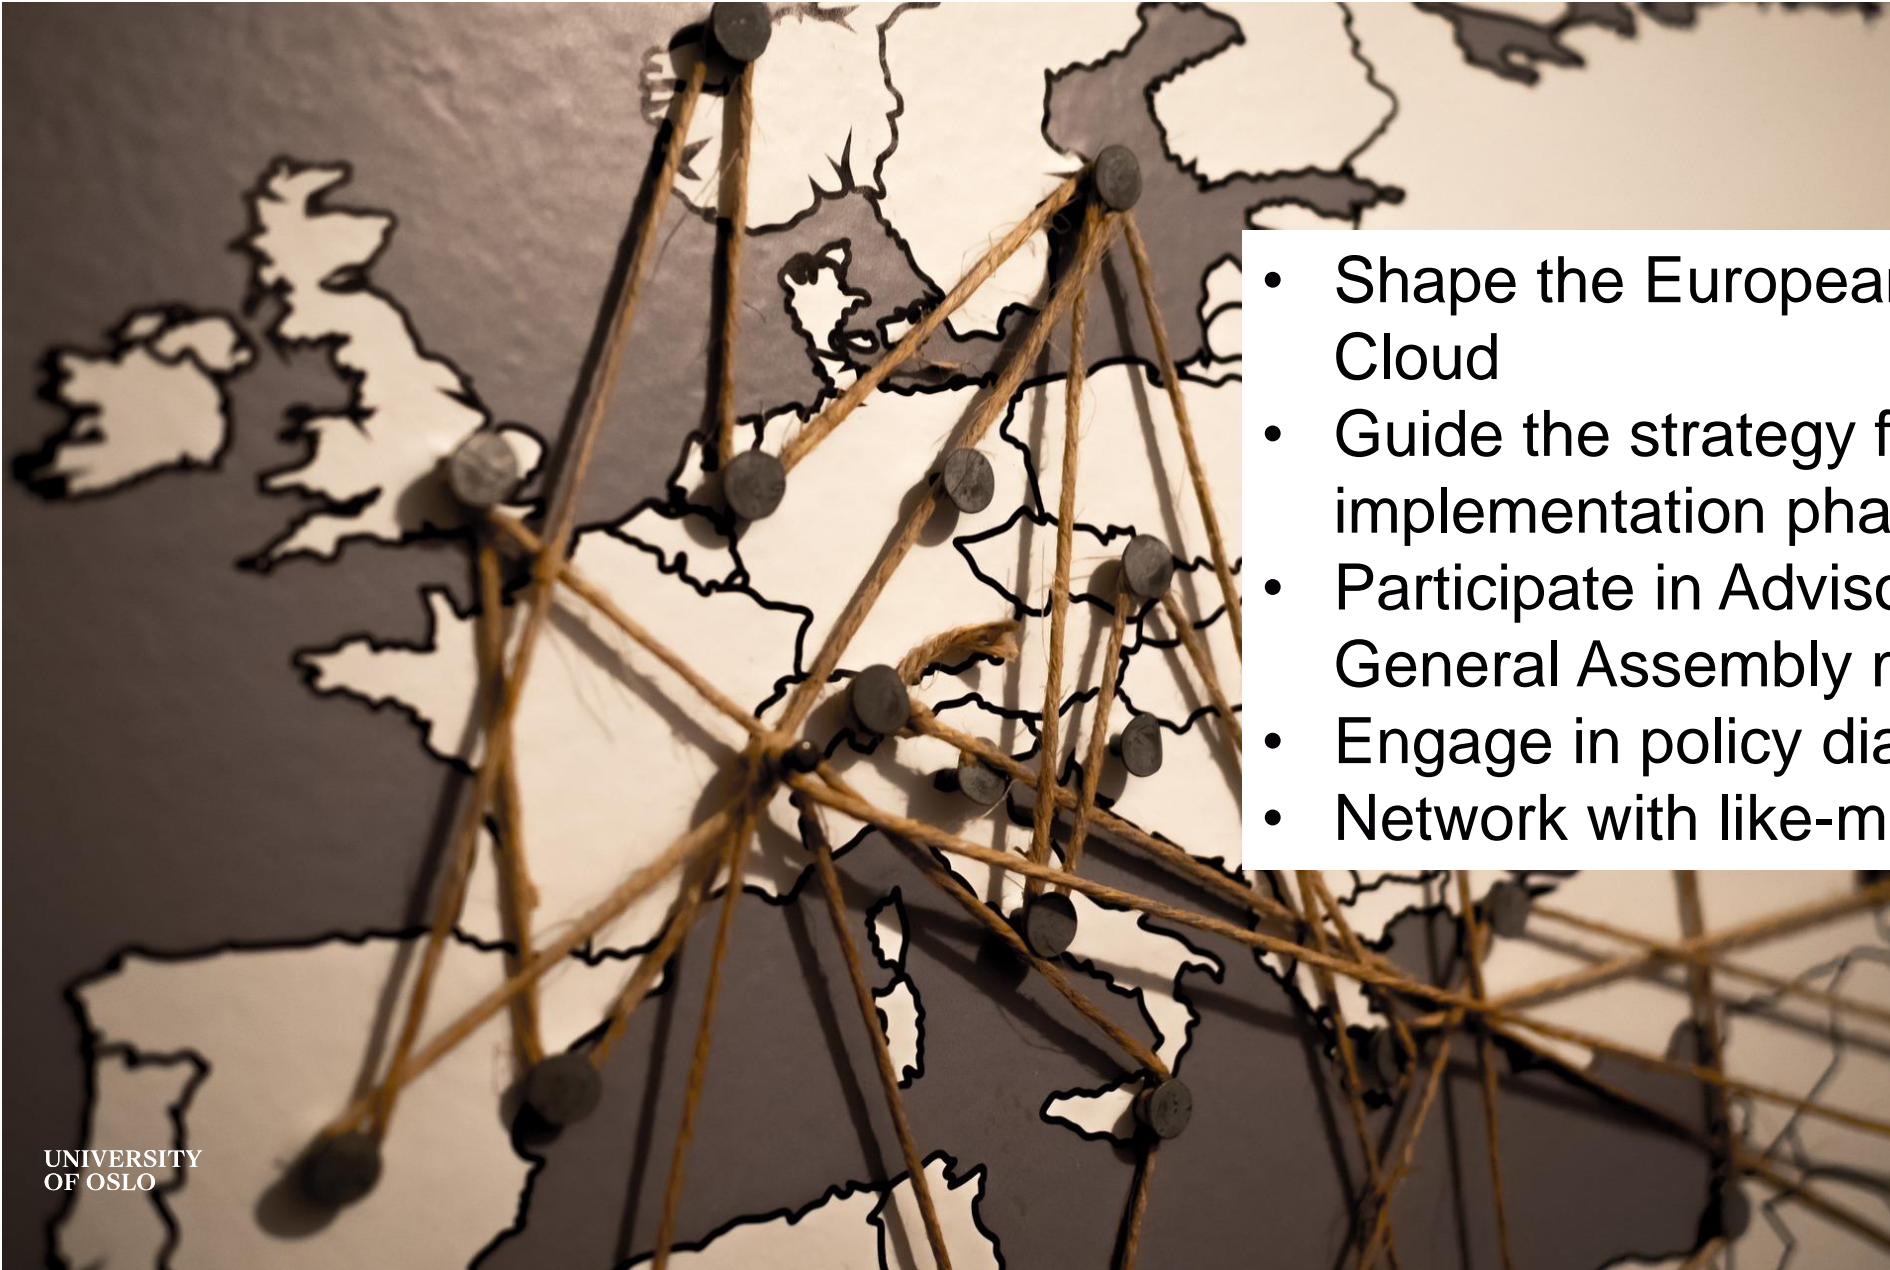 • Shape the European
Cloud
• Guide the strategy f
implementation pha
• Participate in Adviso
General Assembly
• Engage in policy dia
• Network with like-m
UNIVERSITY
OF OSLO